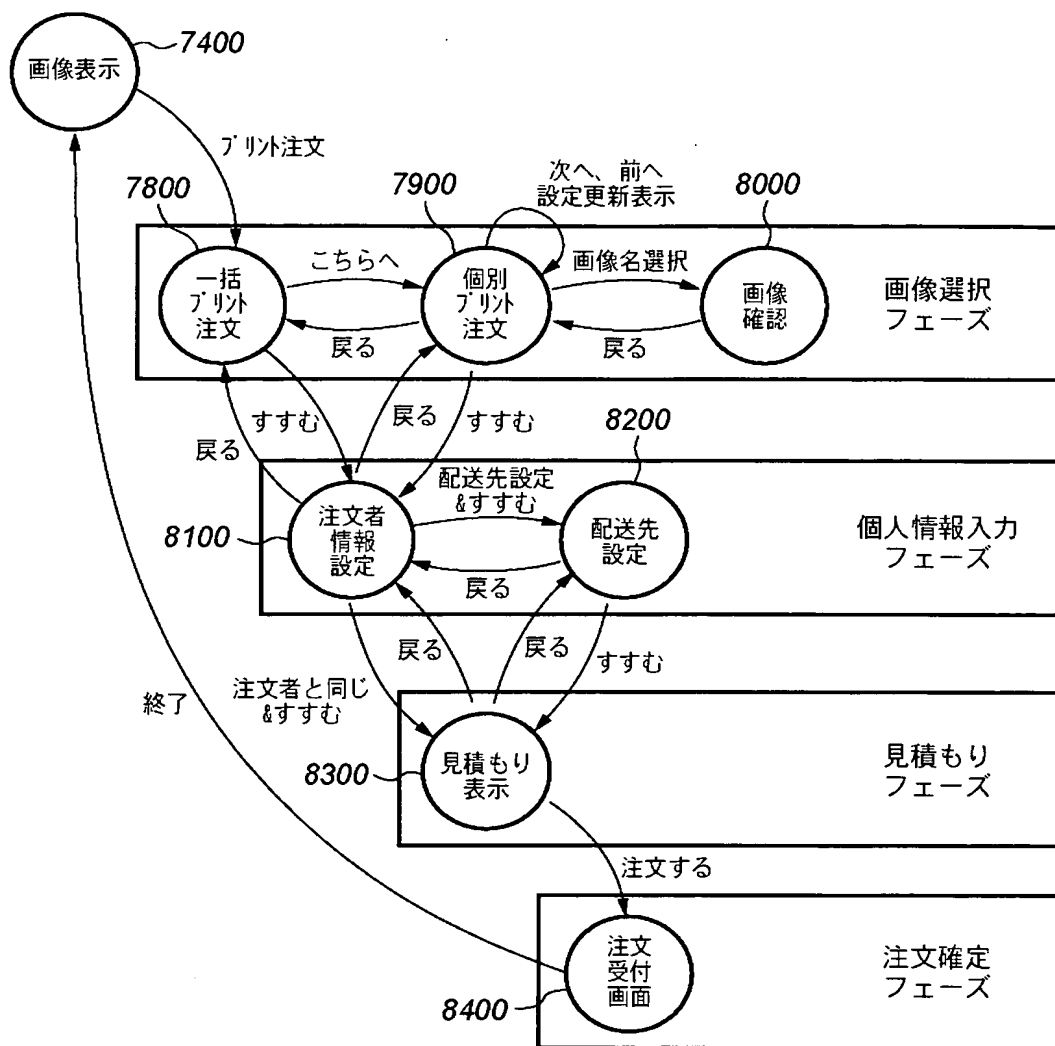 7400
画像表示
プリント注文
7800
7900
次へ、前へ
設定更新表示
8000
一括
プリント
注文
こちらへ
戻る
個別
プリント
注文
画像名選択
戻る
画像
確認
画像選択
フェーズ
戻る
すすむ
戻る
すすむ
8200
8100
注文者
情報
設定
配送先設定
&すすむ
戻る
配送先
設定
個人情報入力
フェーズ
終了
注文者と同じ
&すすむ
戻る
戻る
すすむ
8300
見積もり
表示
見積もり
フェーズ
注文する
8400
注文
受付
画面
注文確定
フェーズ